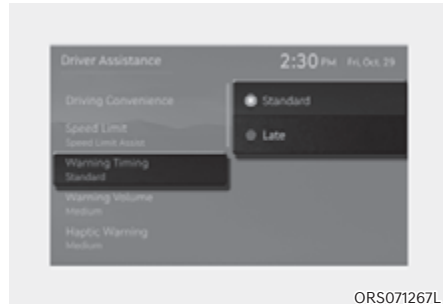 Driver Assistance
2:30 PM Fri, Oct. 29
Driving Convenience
Speed Limit
Speed Limit Assist
Warning Timing
Standard
Warning Volume
Medium
Haptic Warning
Medium
Standard
Late
ORS071267L